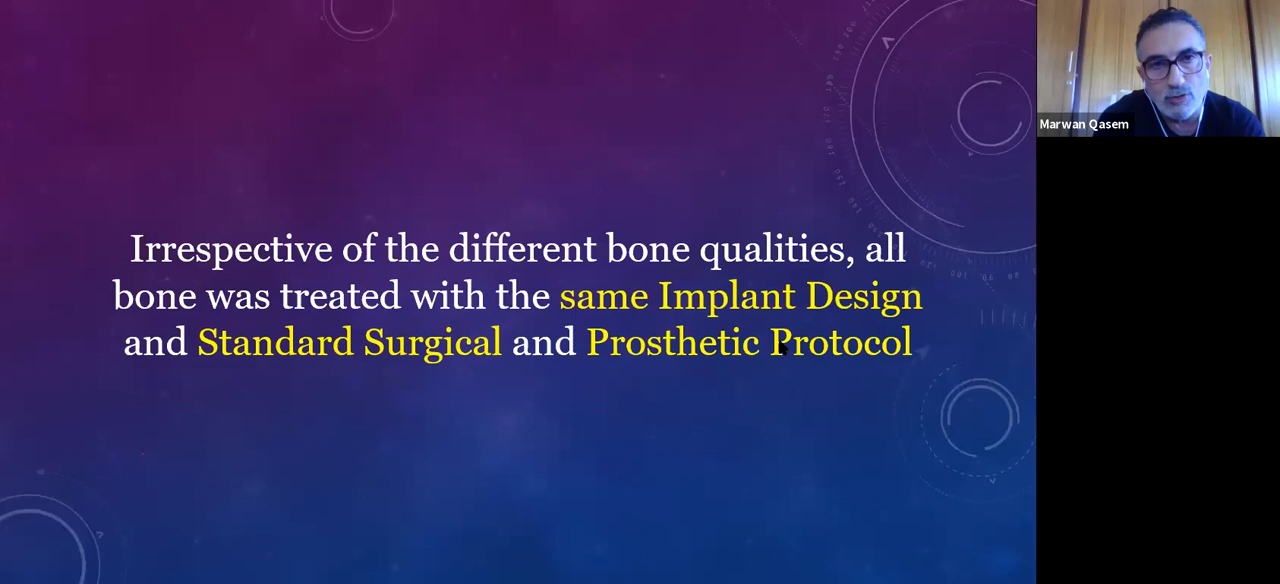 Irrespective of the different bone qualities, all
bone was treated with the same Implant Design
and Standard Surgical and Prosthetic Protocol
Marwan Qasem